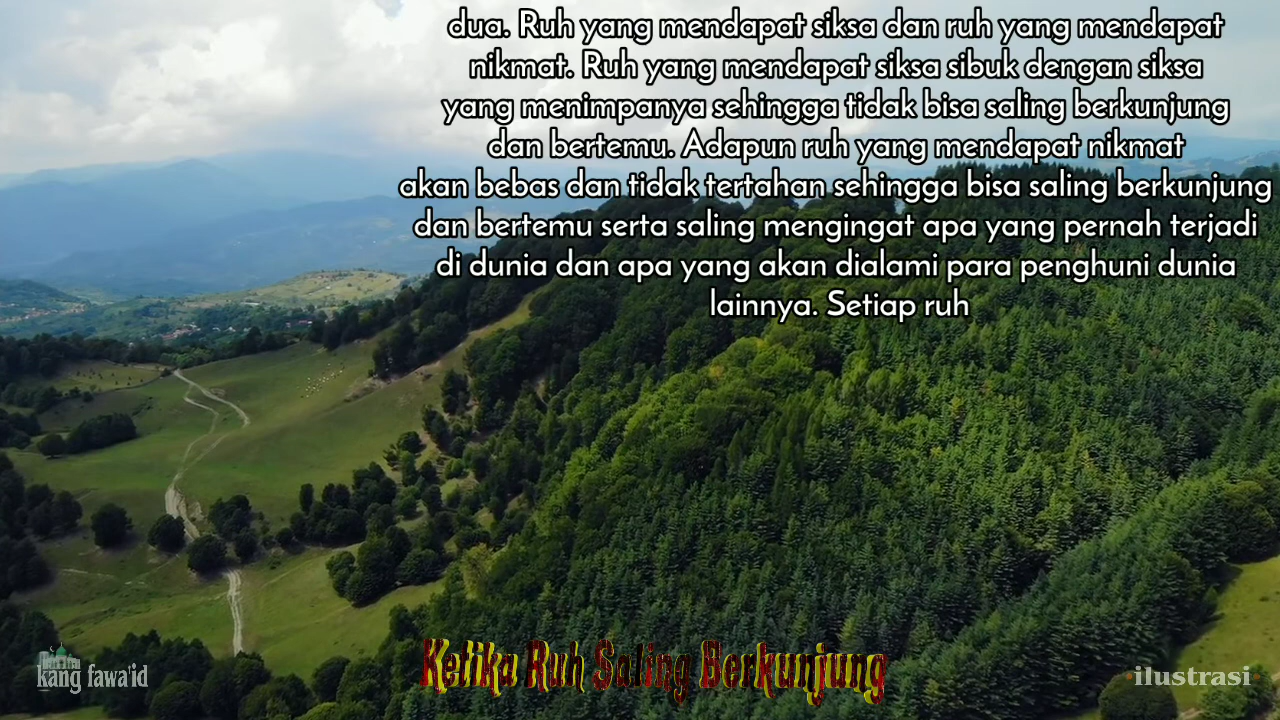 dua. Ruh yang mendapat siksa dan ruh yang mendapat
nikmat. Ruh yang mendapat siksa sibuk dengan siksa
yang menimpanya sehingga tidak bisa saling berkunjung
dan bertemu. Adapun ruh yang mendapat nikmat
akan bebas dan tidak tertahan sehingga bisa saling berkunjung
dan bertemu serta saling mengingat apa yang pernah terjadi
di dunia dan apa yang akan dialami para penghuni dunia
lainnya. Setiap ruh
Ketika Ruh Saling Berkunjung
kang fawa'id
ilustrasi